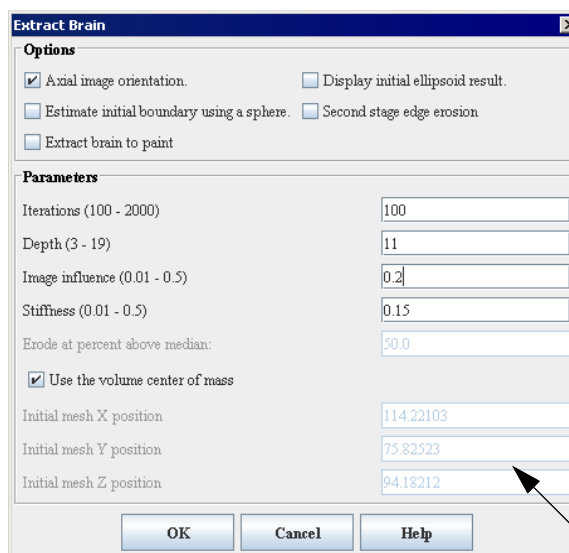 Extract Brain
Options
Axial image orientation.
Display initial ellipsoid result.
Estimate initial boundary using a sphere.
Second stage edge erosion
Extract brain to paint
Parameters
Iterations (100 - 2000)
100
Depth (3 - 19)
11
Image influence (0.01 - 0.5)
0.2
Stiffness (0.01 - 0.5)
0.15
Erode at percent above median:
50.0
Use the volume center of mass
Initial mesh X position
114.22103
Initial mesh Y position
75.82523
Initial mesh Z position
94.18212
OK
Cancel
Help